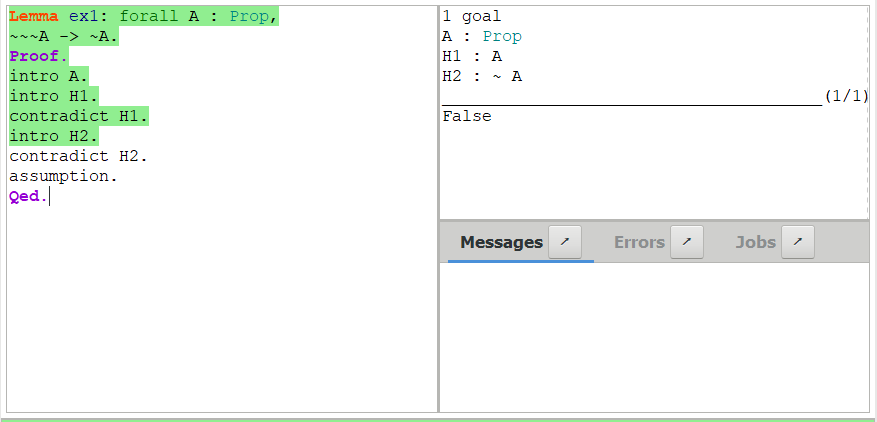 Lemma ex1: forall A : Prop,
~~~A -> ~A.
Proof.
intro A.
intro H1.
contradict H1.
intro H2.
contradict H2.
assumption.
Qed.
1 goal
A : Prop
H1 : A
H2 : ~ A
______________________________________(1/1)
False
Messages Errors Jobs